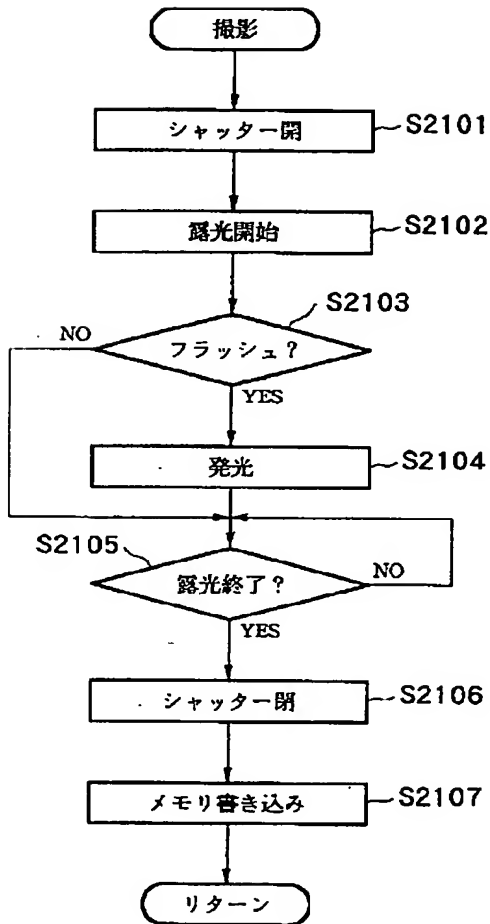 撮影
シャッター開
S2101
露光開始
S2102
S2103
NO
フラッシュ?
YES
発光
S2104
S2105
露光終了?
NO
YES
シャッター閉
S2106
メモリ書き込み
S2107
リターン